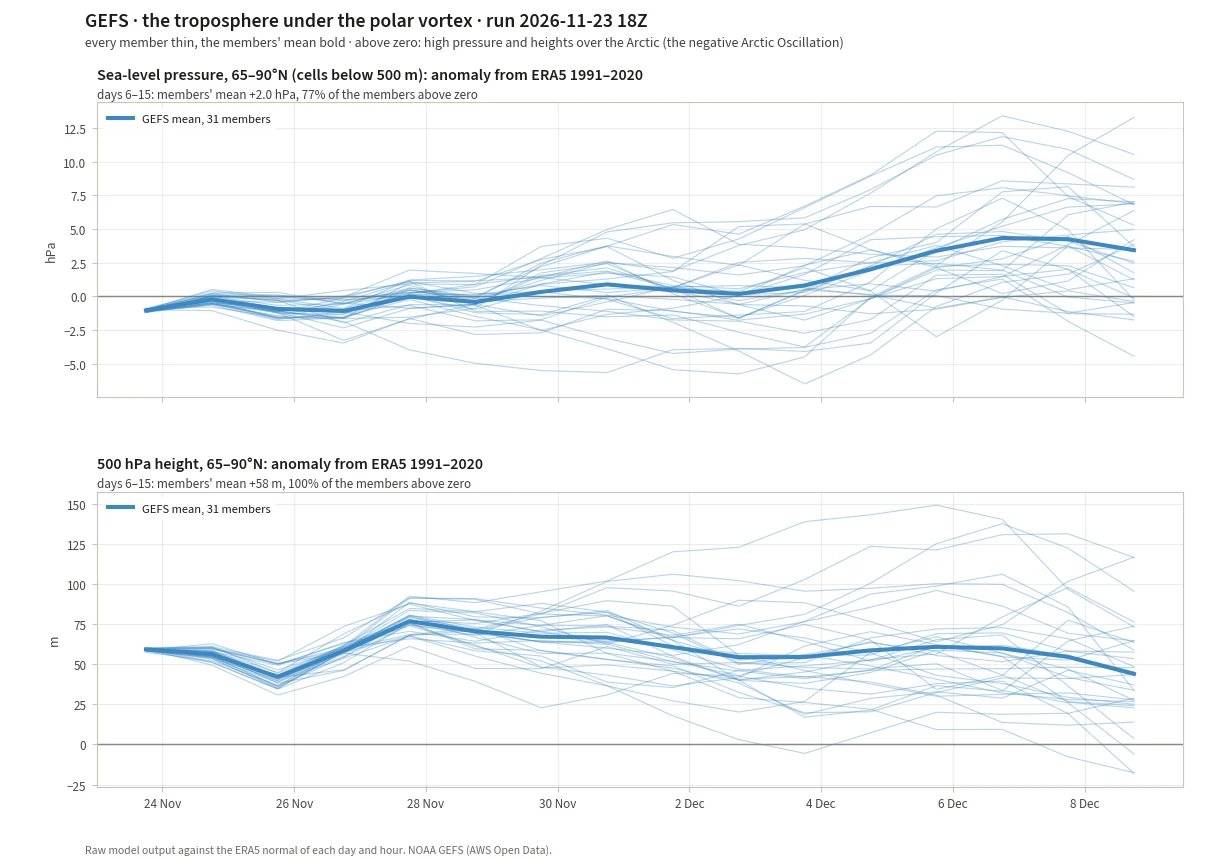 GEFS · the troposphere under the polar vortex · run 2026-11-23 18Z
every member thin, the members' mean bold · above zero: high pressure and heights over the Arctic (the negative Arctic Oscillation)
Sea-level pressure, 65–90°N (cells below 500 m): anomaly from ERA5 1991–2020
days 6–15: members' mean +2.0 hPa, 77% of the members above zero
GEFS mean, 31 members
12.5
10.0
7.5
5.0
2.5
0.0
−2.5
−5.0
hPa
500 hPa height, 65–90°N: anomaly from ERA5 1991–2020
days 6–15: members' mean +58 m, 100% of the members above zero
GEFS mean, 31 members
150
125
100
75
50
25
0
−25
m
24 Nov 26 Nov 28 Nov 30 Nov 2 Dec 4 Dec 6 Dec 8 Dec
Raw model output against the ERA5 normal of each day and hour. NOAA GEFS (AWS Open Data).